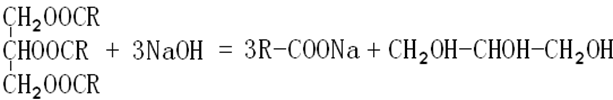 CH₂OOCR
CHOOCR + 3NaOH = 3R–COONa + CH₂OH–CHOH–CH₂OH
CH₂OOCR